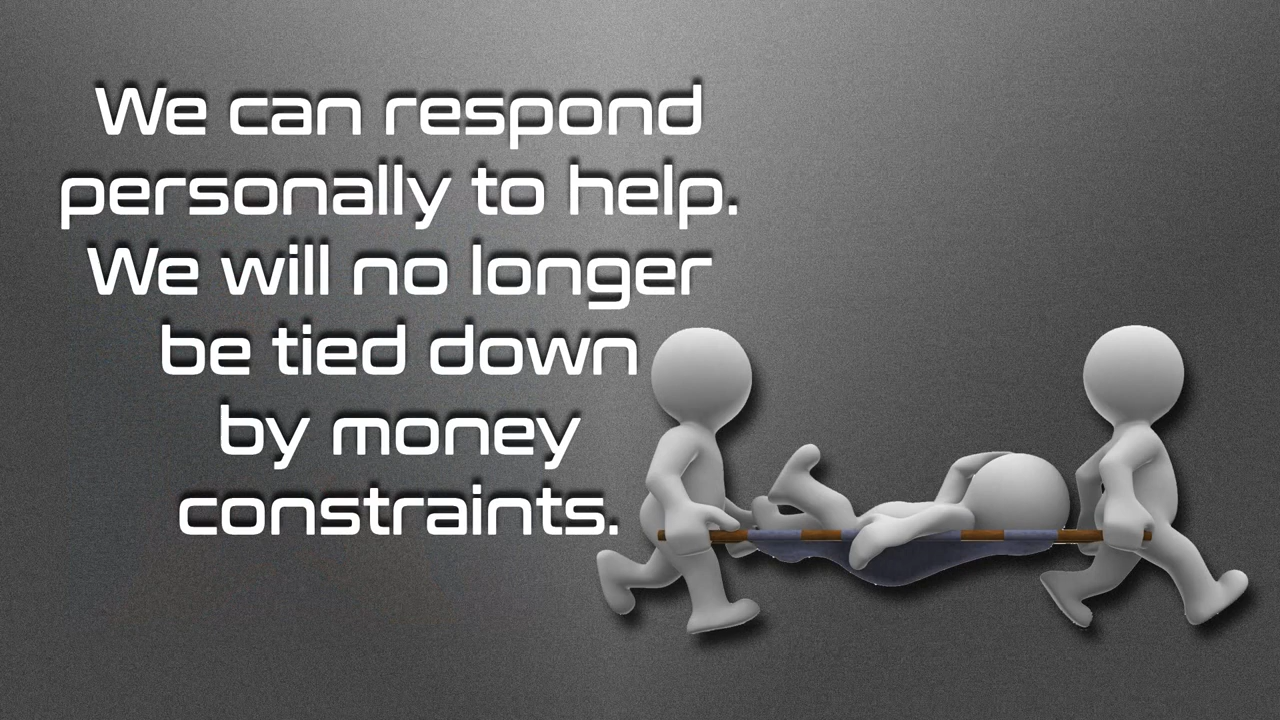 We can respond
personally to help.
We will no longer
be tied down
by money
constraints.